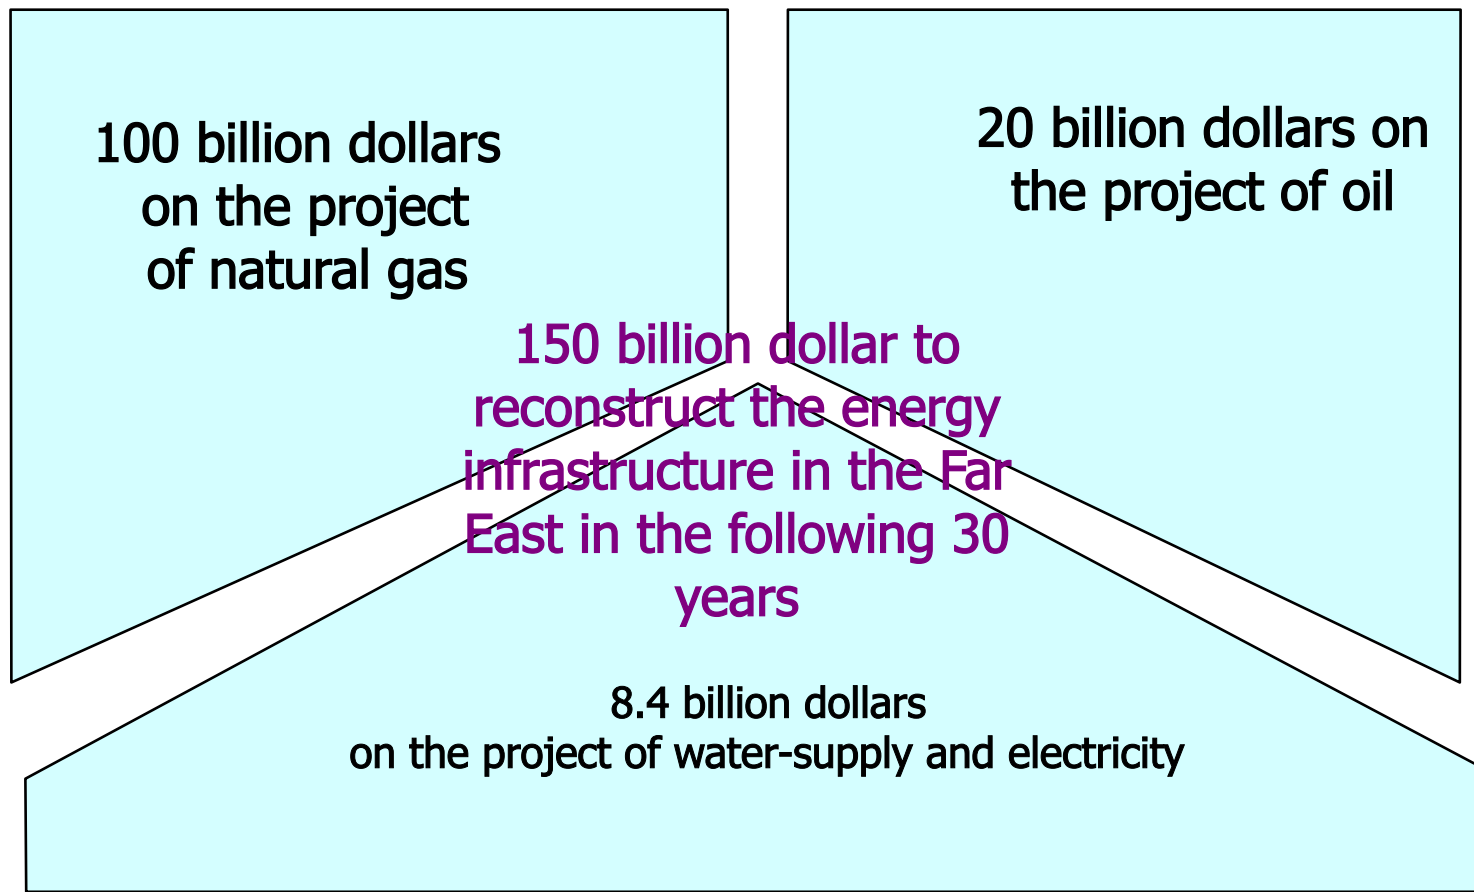 100 billion dollars
on the project
of natural gas
20 billion dollars on
the project of oil
150 billion dollar to
reconstruct the energy
infrastructure in the Far
East in the following 30
years
8.4 billion dollars
on the project of water-supply and electricity